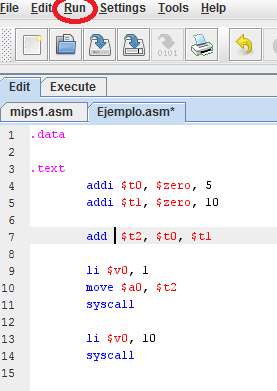 File Edit Run Settings Tools Help
Edit Execute
mips1.asm Ejemplo.asm*
1 .data
2
3 .text
4 addi $t0, $zero, 5
5 addi $t1, $zero, 10
6
7 add $t2, $t0, $t1
8
9 li $v0, 1
10 move $a0, $t2
11 syscall
12
13 li $v0, 10
14 syscall
15